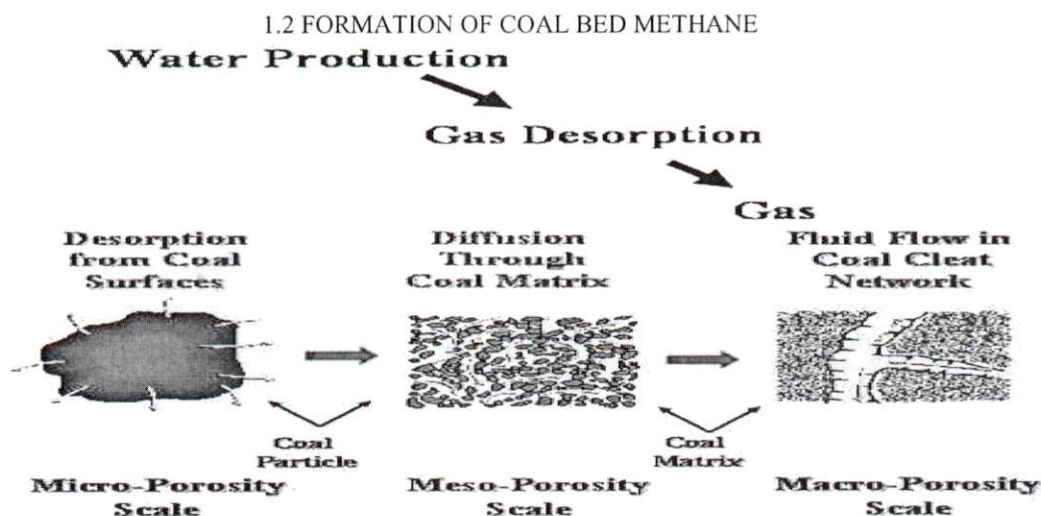 1.2 FORMATION OF COAL BED METHANE
Water Production
Gas Desorption
Gas
Desorption
from Coal
Surfaces
Diffusion
Through
Coal Matrix
Fluid Flow in
Coal Cleat
Network
Coal
Particle
Coal
Matrix
Micro-Porosity
Scale
Meso-Porosity
Scale
Macro-Porosity
Scale